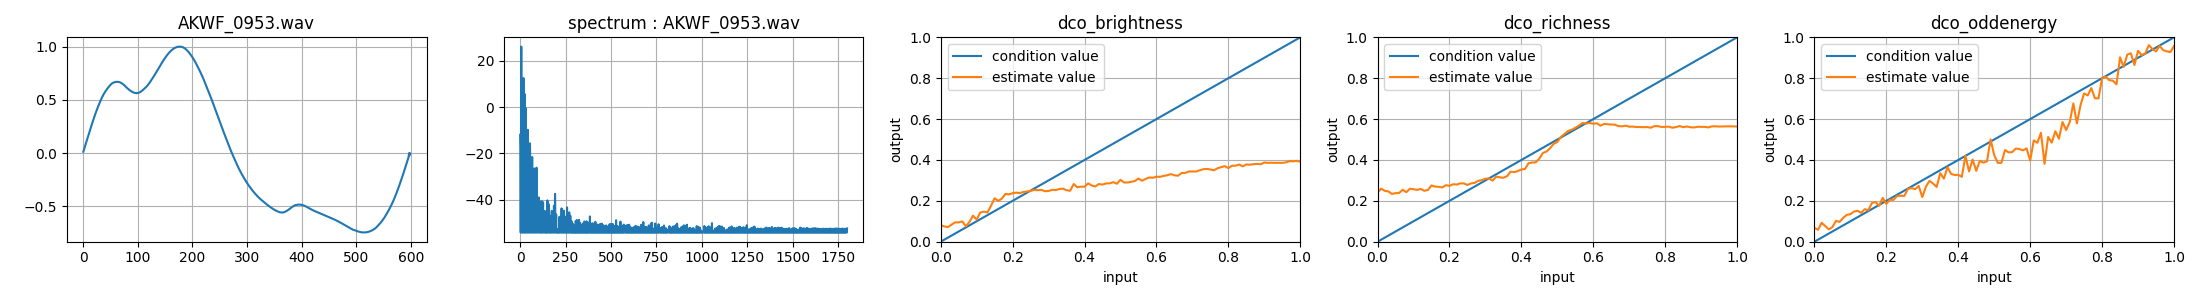 AKWF_0953.wav
1.0
0.5
0.0
−0.5
0 100 200 300 400 500 600
spectrum : AKWF_0953.wav
20
0
−20
−40
0 250 500 750 1000 1250 1500 1750
dco_brightness
condition value
estimate value
output
1.0
0.8
0.6
0.4
0.2
0.0
0.0 0.2 0.4 0.6 0.8 1.0
input
dco_richness
condition value
estimate value
output
1.0
0.8
0.6
0.4
0.2
0.0
0.0 0.2 0.4 0.6 0.8 1.0
input
dco_oddenergy
condition value
estimate value
output
1.0
0.8
0.6
0.4
0.2
0.0
0.0 0.2 0.4 0.6 0.8 1.0
input